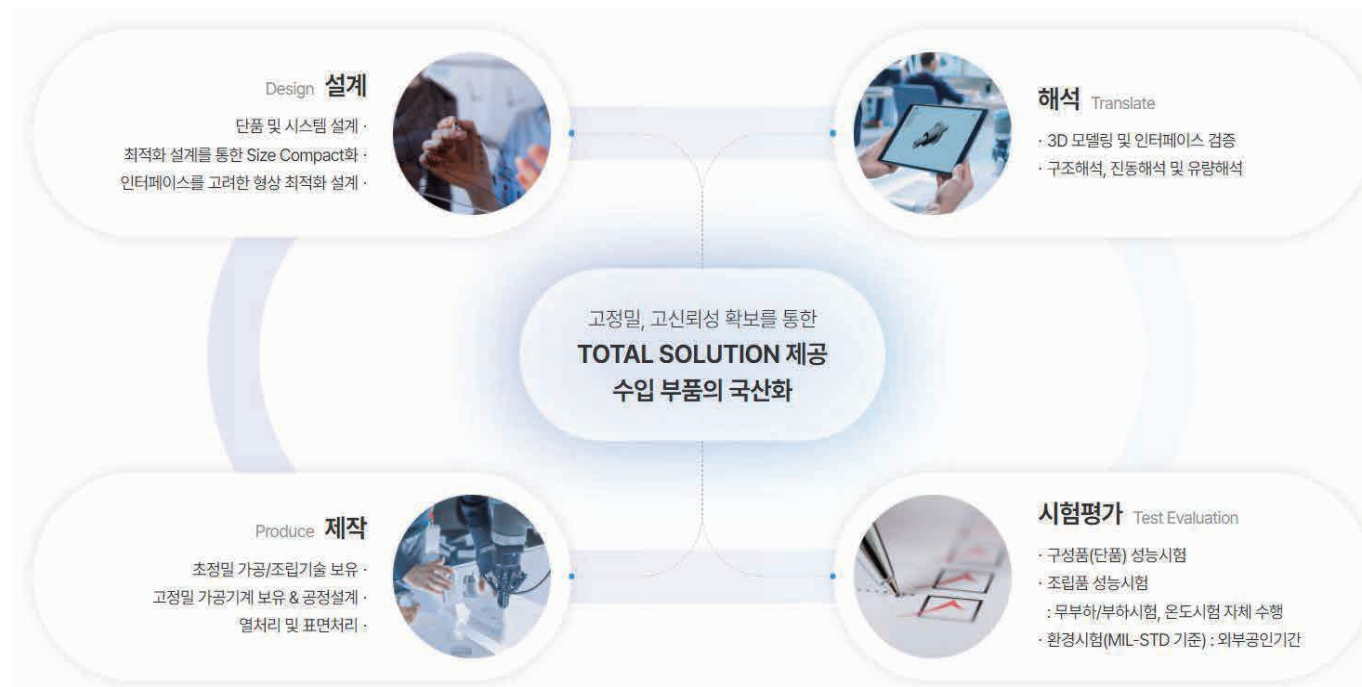 Design 설계
단품 및 시스템 설계 ·
최적화 설계를 통한 Size Compact화 ·
인터페이스를 고려한 형상 최적화 설계 ·
해석 Translate
· 3D 모델링 및 인터페이스 검증
· 구조해석, 진동해석 및 유량해석
고정밀, 고신뢰성 확보를 통한
TOTAL SOLUTION 제공
수입 부품의 국산화
Produce 제작
초정밀 가공/조립기술 보유 ·
고정밀 가공기계 보유 & 공정설계 ·
열처리 및 표면처리 ·
시험평가 Test Evaluation
· 구성품(단품) 성능시험
· 조립품 성능시험
: 무부하/부하시험, 온도시험 자체 수행
· 환경시험(MIL-STD 기준) : 외부공인기간